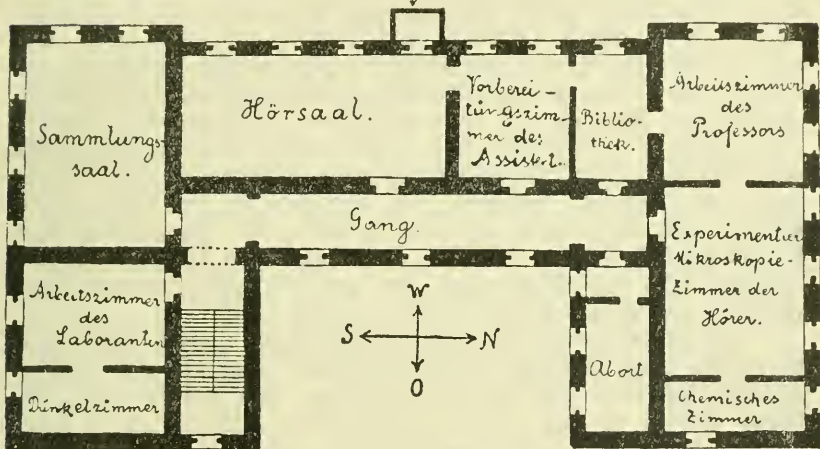 Sammlungs-
saal.
Hörsaal.
Vorberei-
tungszim-
mer des
Assistent.
Biblio-
thek.
Arbeitszimmer
des
Professors
Gang.
Experimentier
Mikroskopie-
Zimmer der
Hörer.
Arbeitszimmer
des
Laboranten
Dunkelzimmer
W
S
N
O
Abort
Chemisches
Zimmer